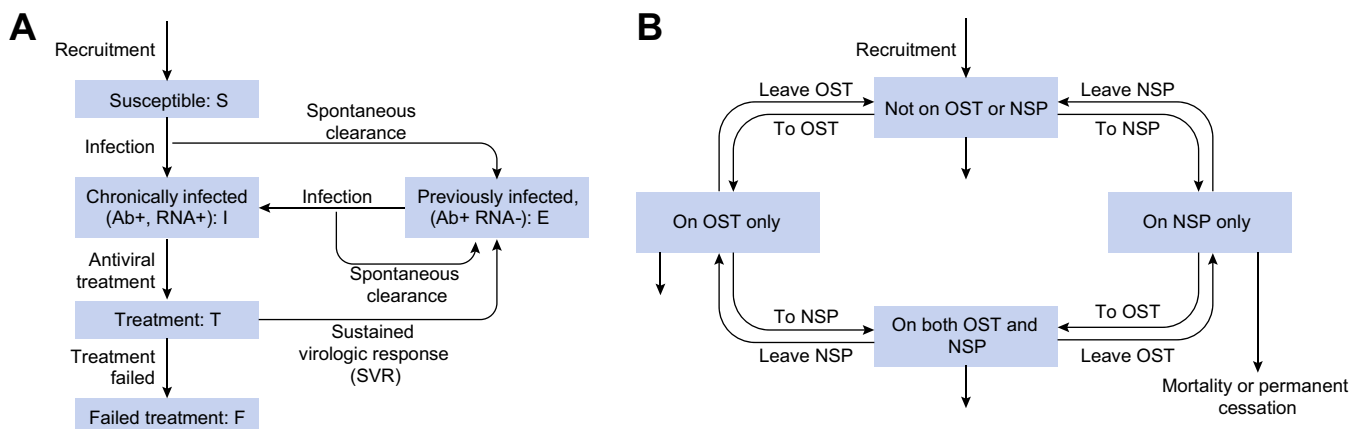 A
Recruitment
Susceptible: S
Spontaneous
clearance
Infection
Chronically infected
(Ab+, RNA+): I
Infection
Previously infected,
(Ab+ RNA-): E
Antiviral
treatment
Spontaneous
clearance
Treatment: T
Sustained
virologic response
(SVR)
Treatment
failed
Failed treatment: F
B
Recruitment
Leave OST
Not on OST or NSP
Leave NSP
To OST
To NSP
On OST only
On NSP only
To NSP
On both OST and
NSP
To OST
Leave NSP
Leave OST
Mortality or permanent
cessation